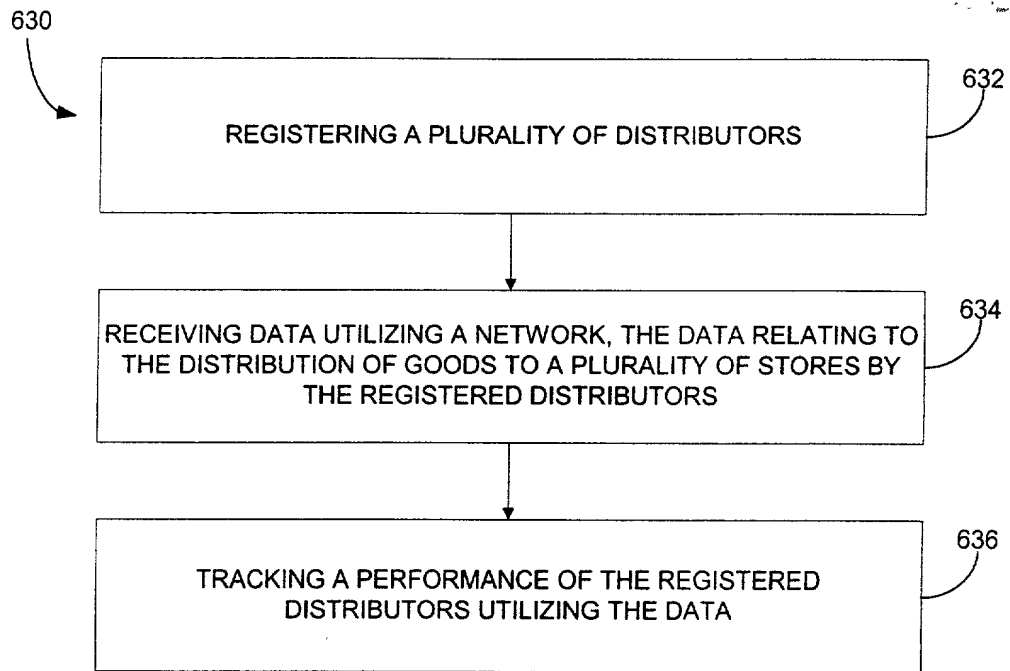 630
632
REGISTERING A PLURALITY OF DISTRIBUTORS
634
RECEIVING DATA UTILIZING A NETWORK, THE DATA RELATING TO
THE DISTRIBUTION OF GOODS TO A PLURALITY OF STORES BY
THE REGISTERED DISTRIBUTORS
636
TRACKING A PERFORMANCE OF THE REGISTERED
DISTRIBUTORS UTILIZING THE DATA